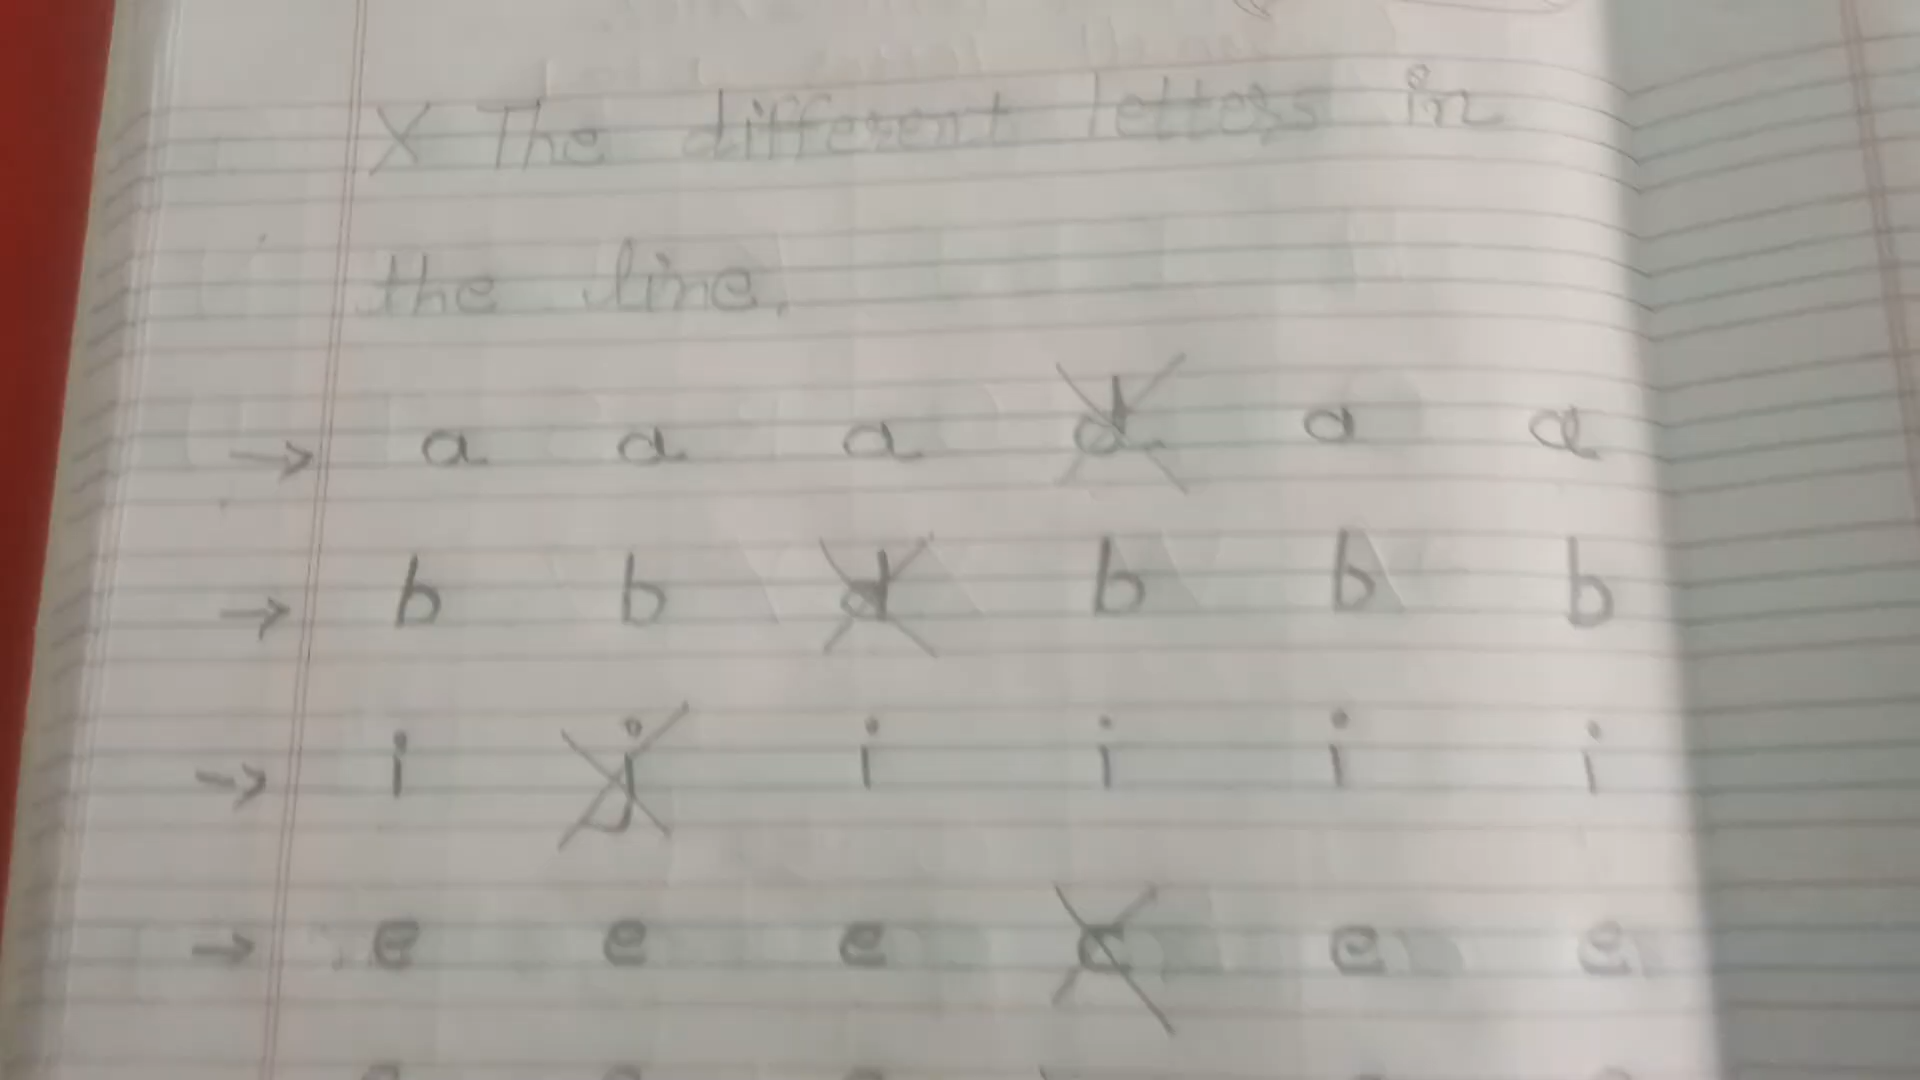 X The different letters in
the line.
→ a a a d a a
→ b b d b b b
→ i j i i i i
→ e e e c e e